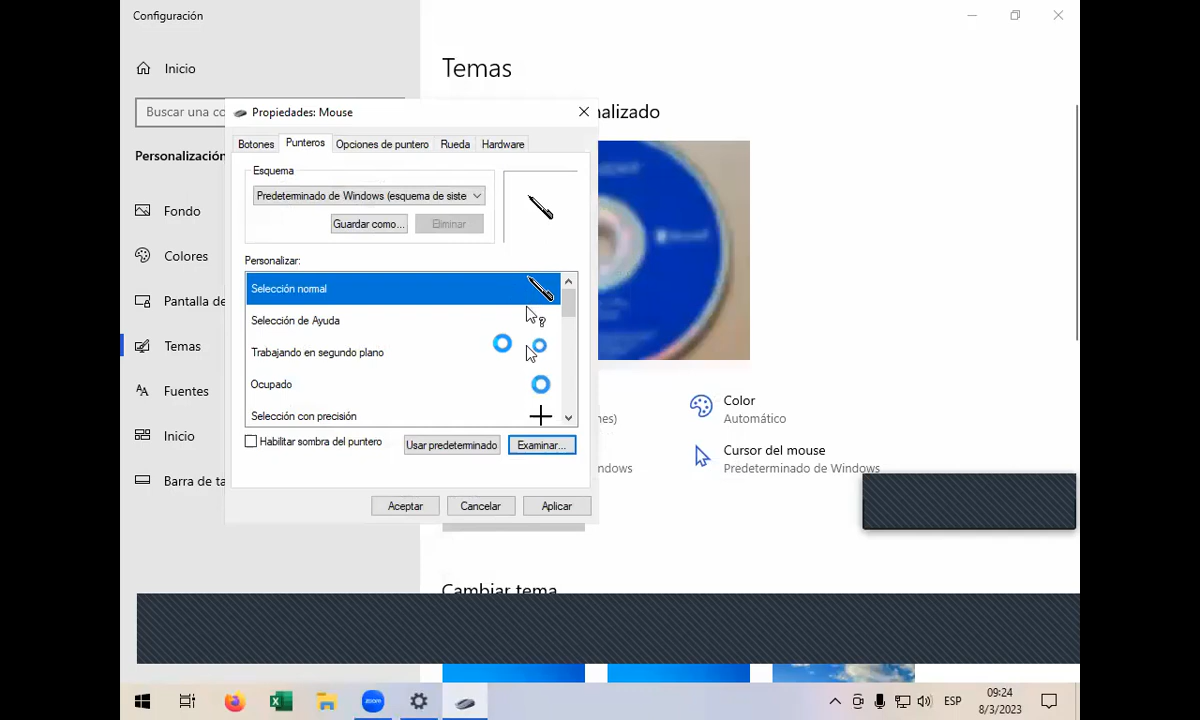 Configuración
Inicio
Buscar una co
Personalización
Fondo
Colores
Pantalla de
Temas
Fuentes
Inicio
Barra de ta
Temas
nalizado
Propiedades: Mouse
Botones
Punteros
Opciones de puntero
Rueda
Hardware
Esquema
Predeterminado de Windows (esquema de siste
Guardar como...
Eliminar
Personalizar:
Selección normal
Selección de Ayuda
Trabajando en segundo plano
Ocupado
Selección con precisión
Habilitar sombra del puntero
Usar predeterminado
Examinar...
Aceptar
Cancelar
Aplicar
nes)
ndows
Color
Automático
Cursor del mouse
Predeterminado de Windows
Cambiar tema
zoom
ESP
09:24
8/3/2023